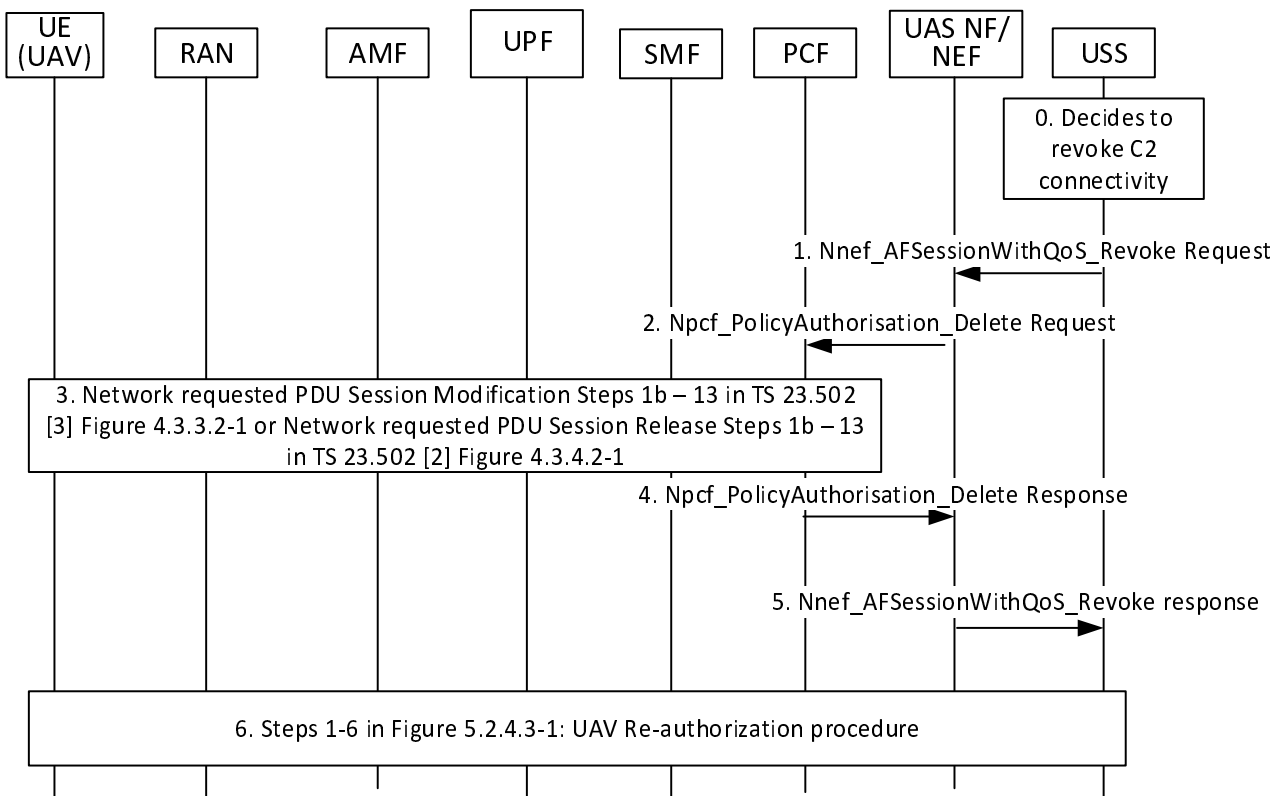 UE
(UAV)
RAN
AMF
UPF
SMF
PCF
UAS NF/
NEF
USS
0. Decides to
revoke C2
connectivity
1. Nnef_AFSessionWithQoS_Revoke Request
2. Npcf_PolicyAuthorisation_Delete Request
3. Network requested PDU Session Modification Steps 1b – 13 in TS 23.502
[3] Figure 4.3.3.2-1 or Network requested PDU Session Release Steps 1b – 13
in TS 23.502 [2] Figure 4.3.4.2-1
4. Npcf_PolicyAuthorisation_Delete Response
5. Nnef_AFSessionWithQoS_Revoke response
6. Steps 1-6 in Figure 5.2.4.3-1: UAV Re-authorization procedure